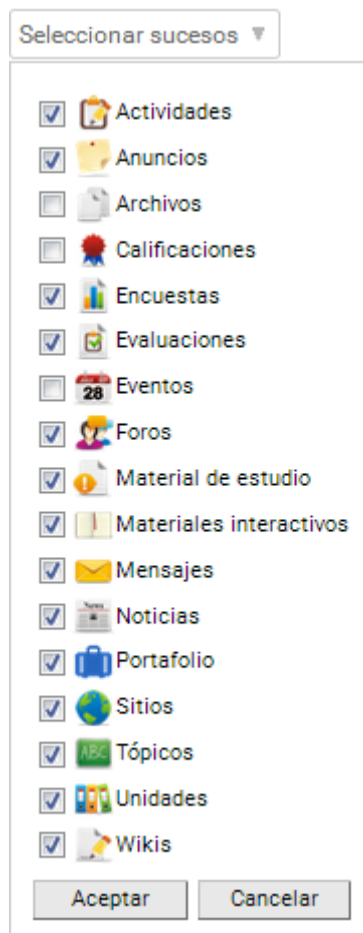 Seleccionar sucesos ▼
Actividades
Anuncios
Archivos
Calificaciones
Encuestas
Evaluaciones
28 Eventos
Foros
Material de estudio
Materiales interactivos
Mensajes
News Noticias
Portafolio
Sitios
ABC Tópicos
Unidades
Wikis
Aceptar Cancelar